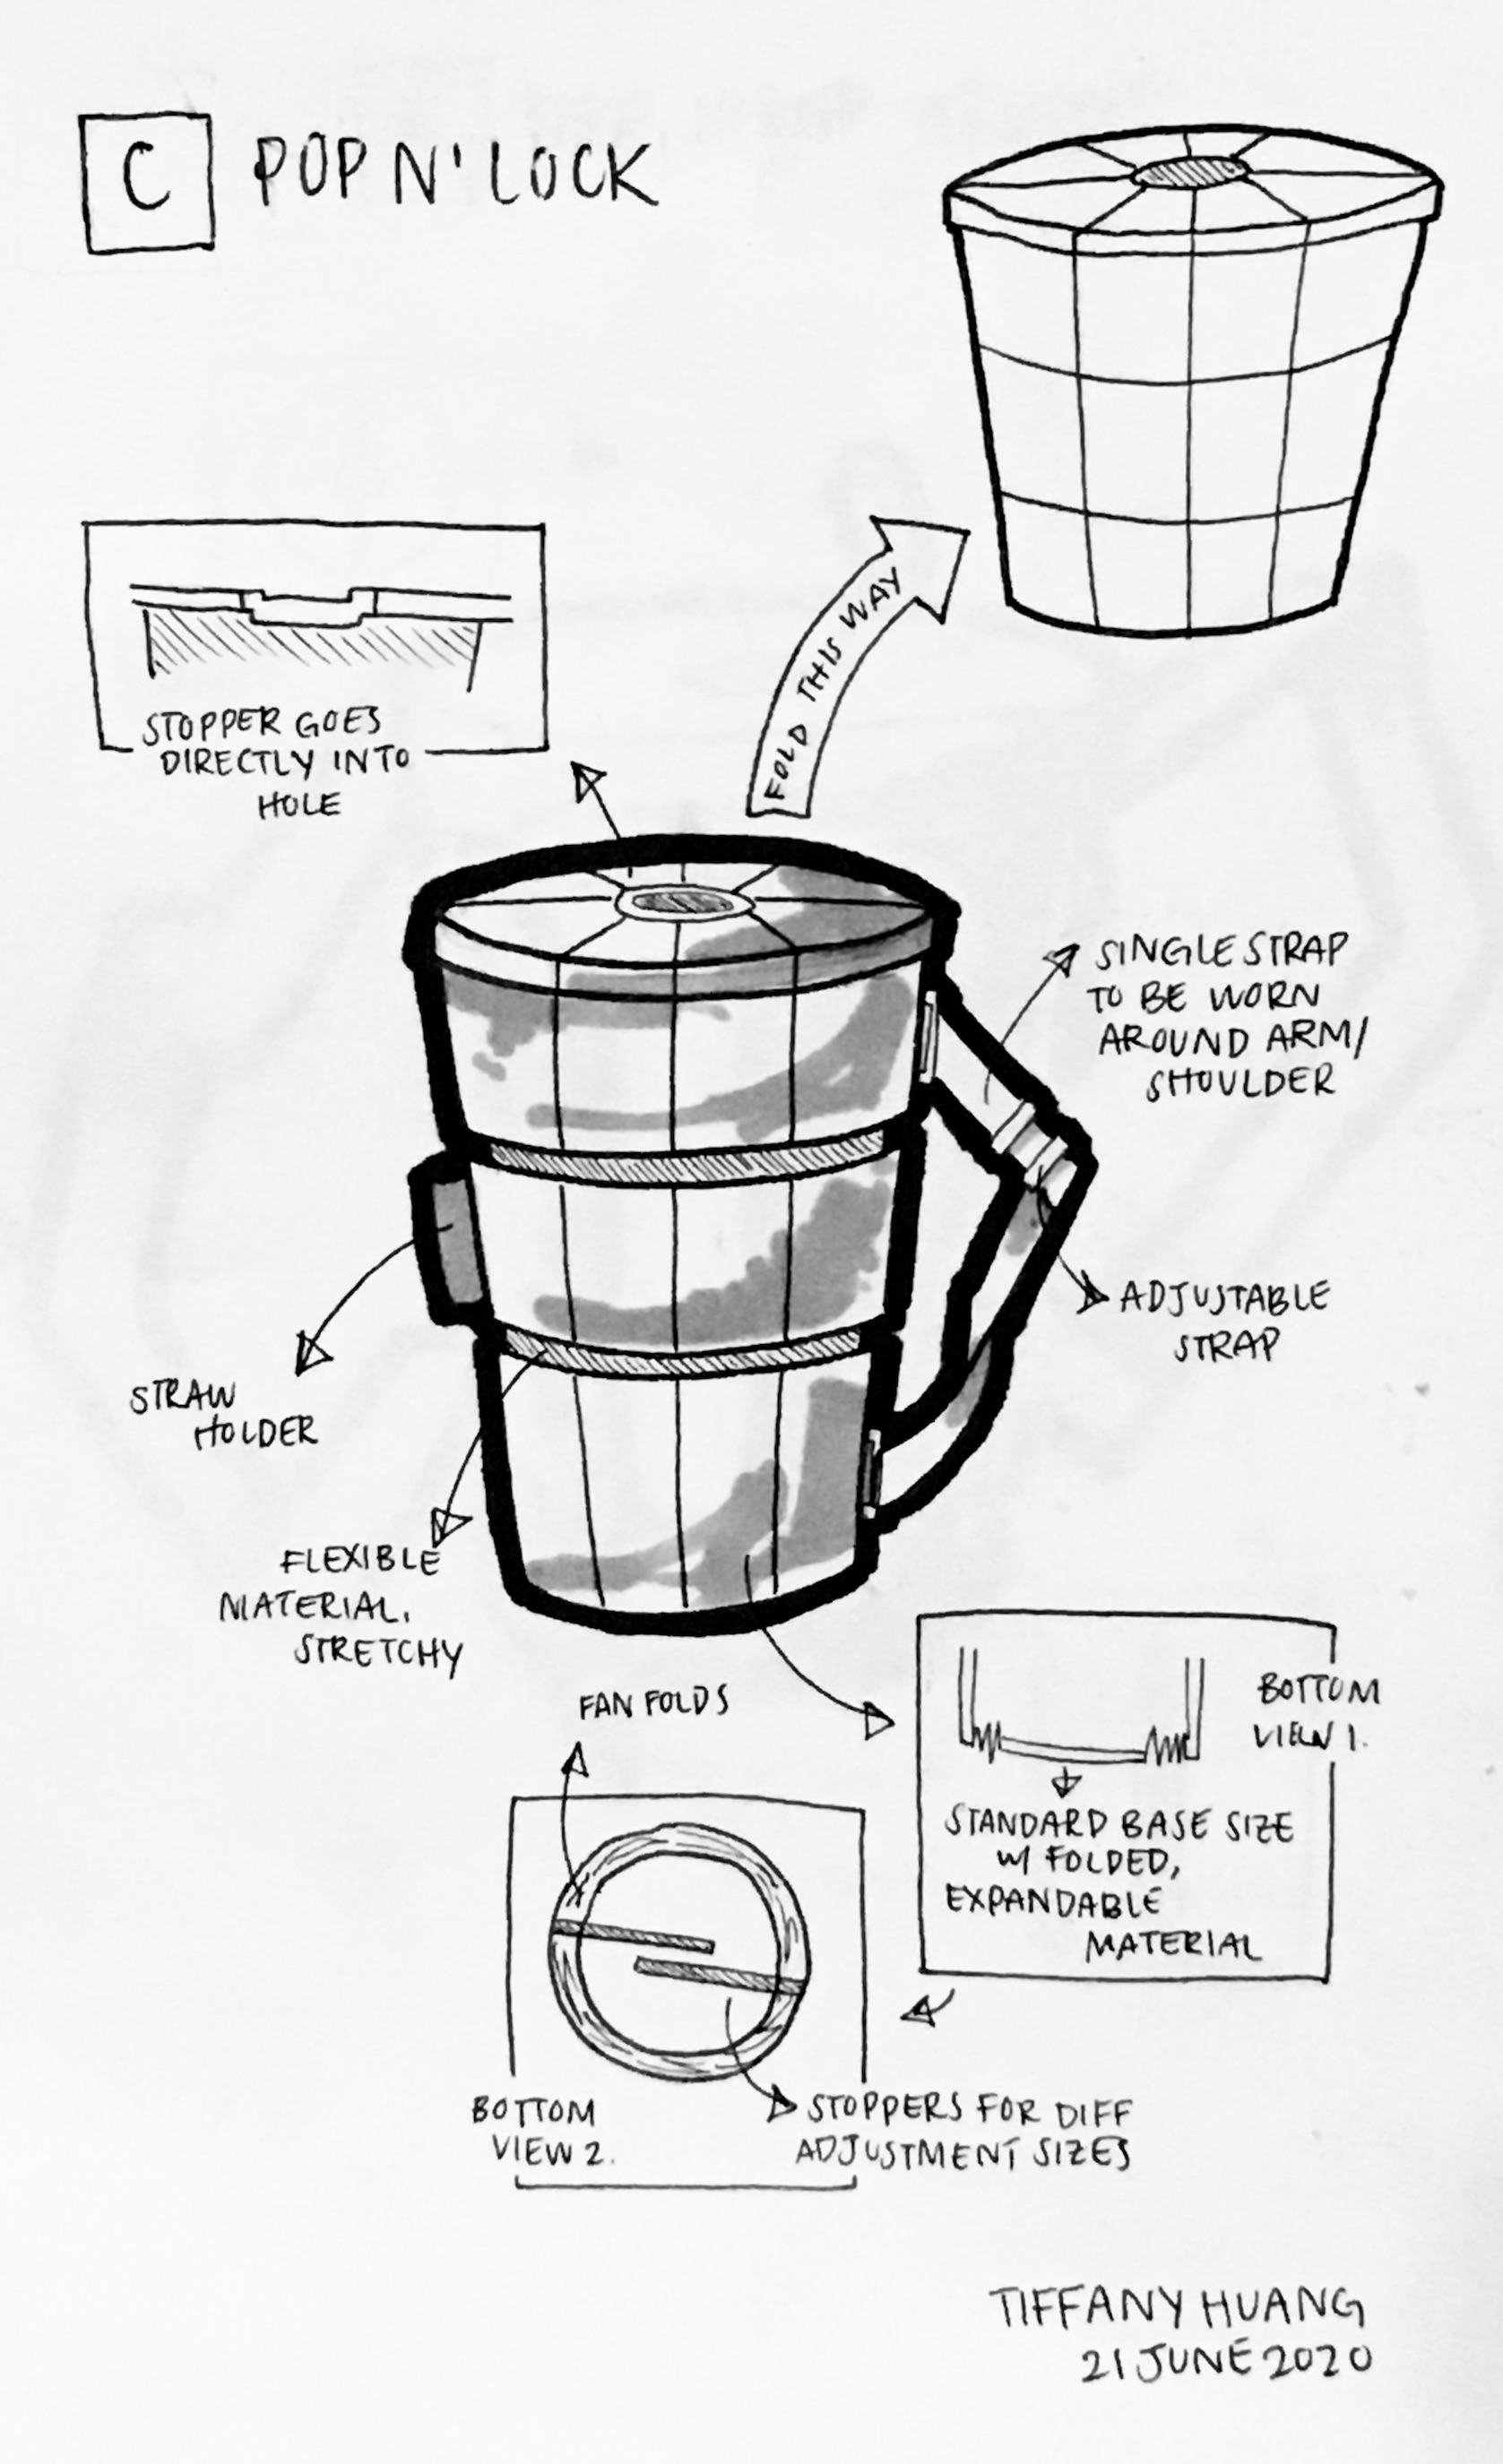 C POP N' LOCK
FOLD THIS WAY
STOPPER GOES
DIRECTLY INTO
HOLE
SINGLE STRAP
TO BE WORN
AROUND ARM/
SHOULDER
ADJUSTABLE
STRAP
STRAW
HOLDER
FLEXIBLE
MATERIAL.
STRETCHY
FAN FOLDS
BOTTOM
VIEW 1.
STANDARD BASE SIZE
W/ FOLDED,
EXPANDABLE
MATERIAL
BOTTOM
VIEW 2.
STOPPERS FOR DIFF
ADJUSTMENT SIZES
TIFFANY HUANG
21 JUNE 2020